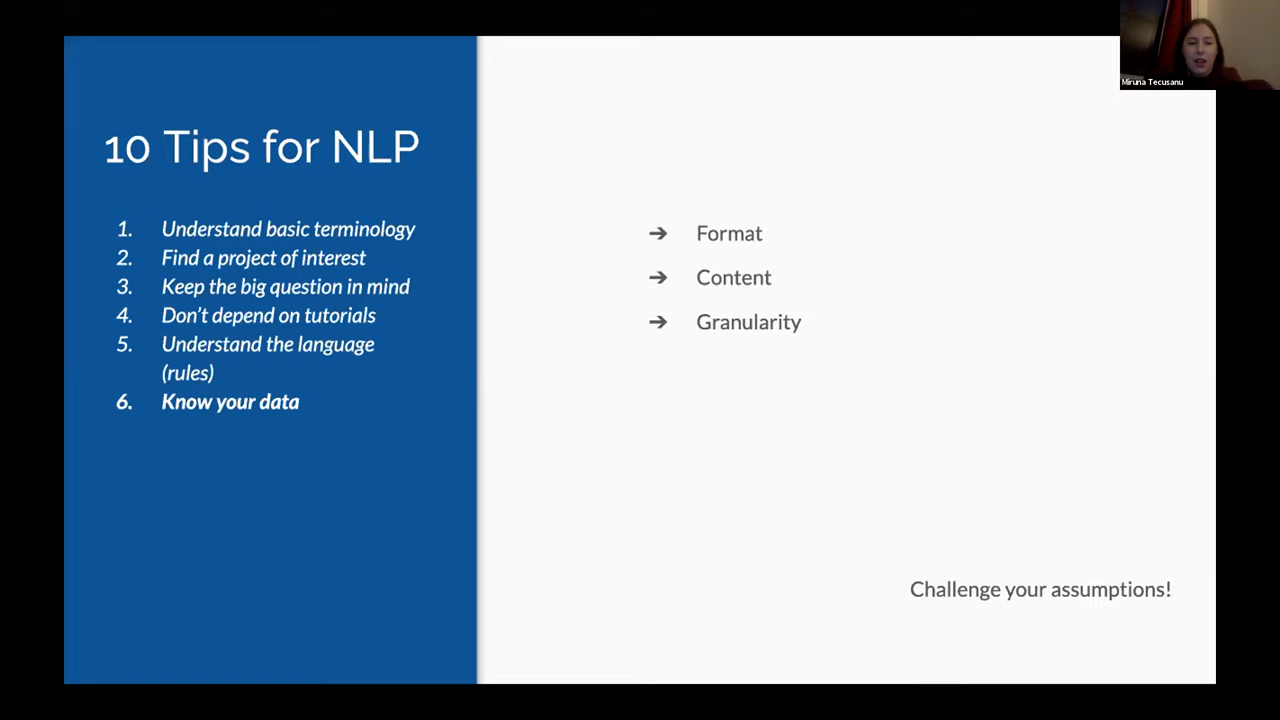 Miruna Tecusanu
10 Tips for NLP
1. Understand basic terminology
2. Find a project of interest
3. Keep the big question in mind
4. Don't depend on tutorials
5. Understand the language
(rules)
6. Know your data
➔ Format
➔ Content
➔ Granularity
Challenge your assumptions!